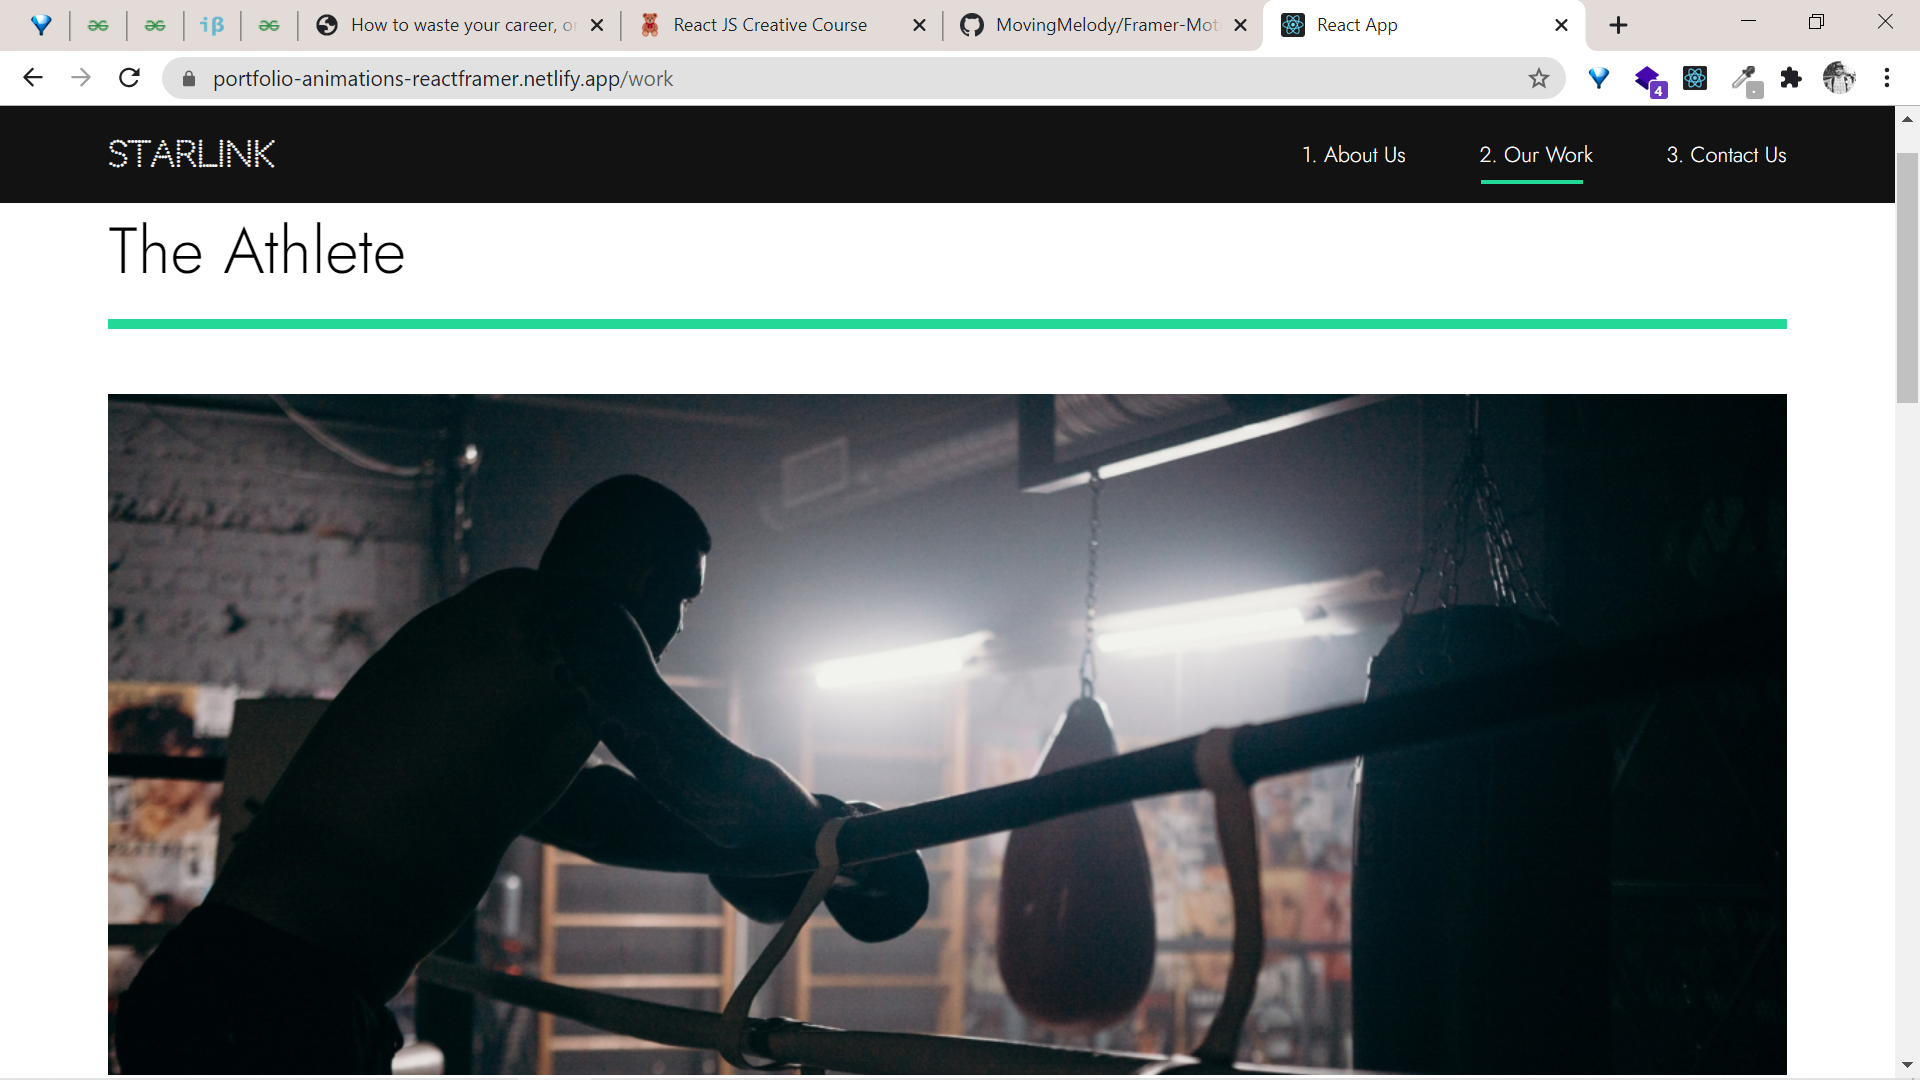 How to waste your career, o
React JS Creative Course
MovingMelody/Framer-Mot
React App
portfolio-animations-reactframer.netlify.app/work
4
STARLINK
1. About Us
2. Our Work
3. Contact Us
The Athlete